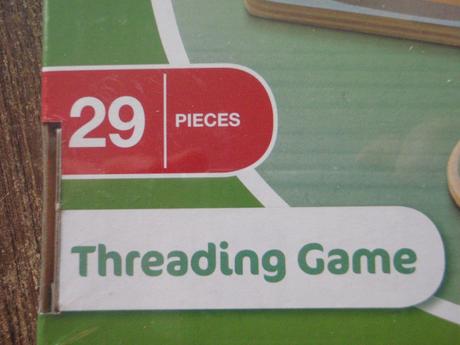 29 PIECES
Threading Game